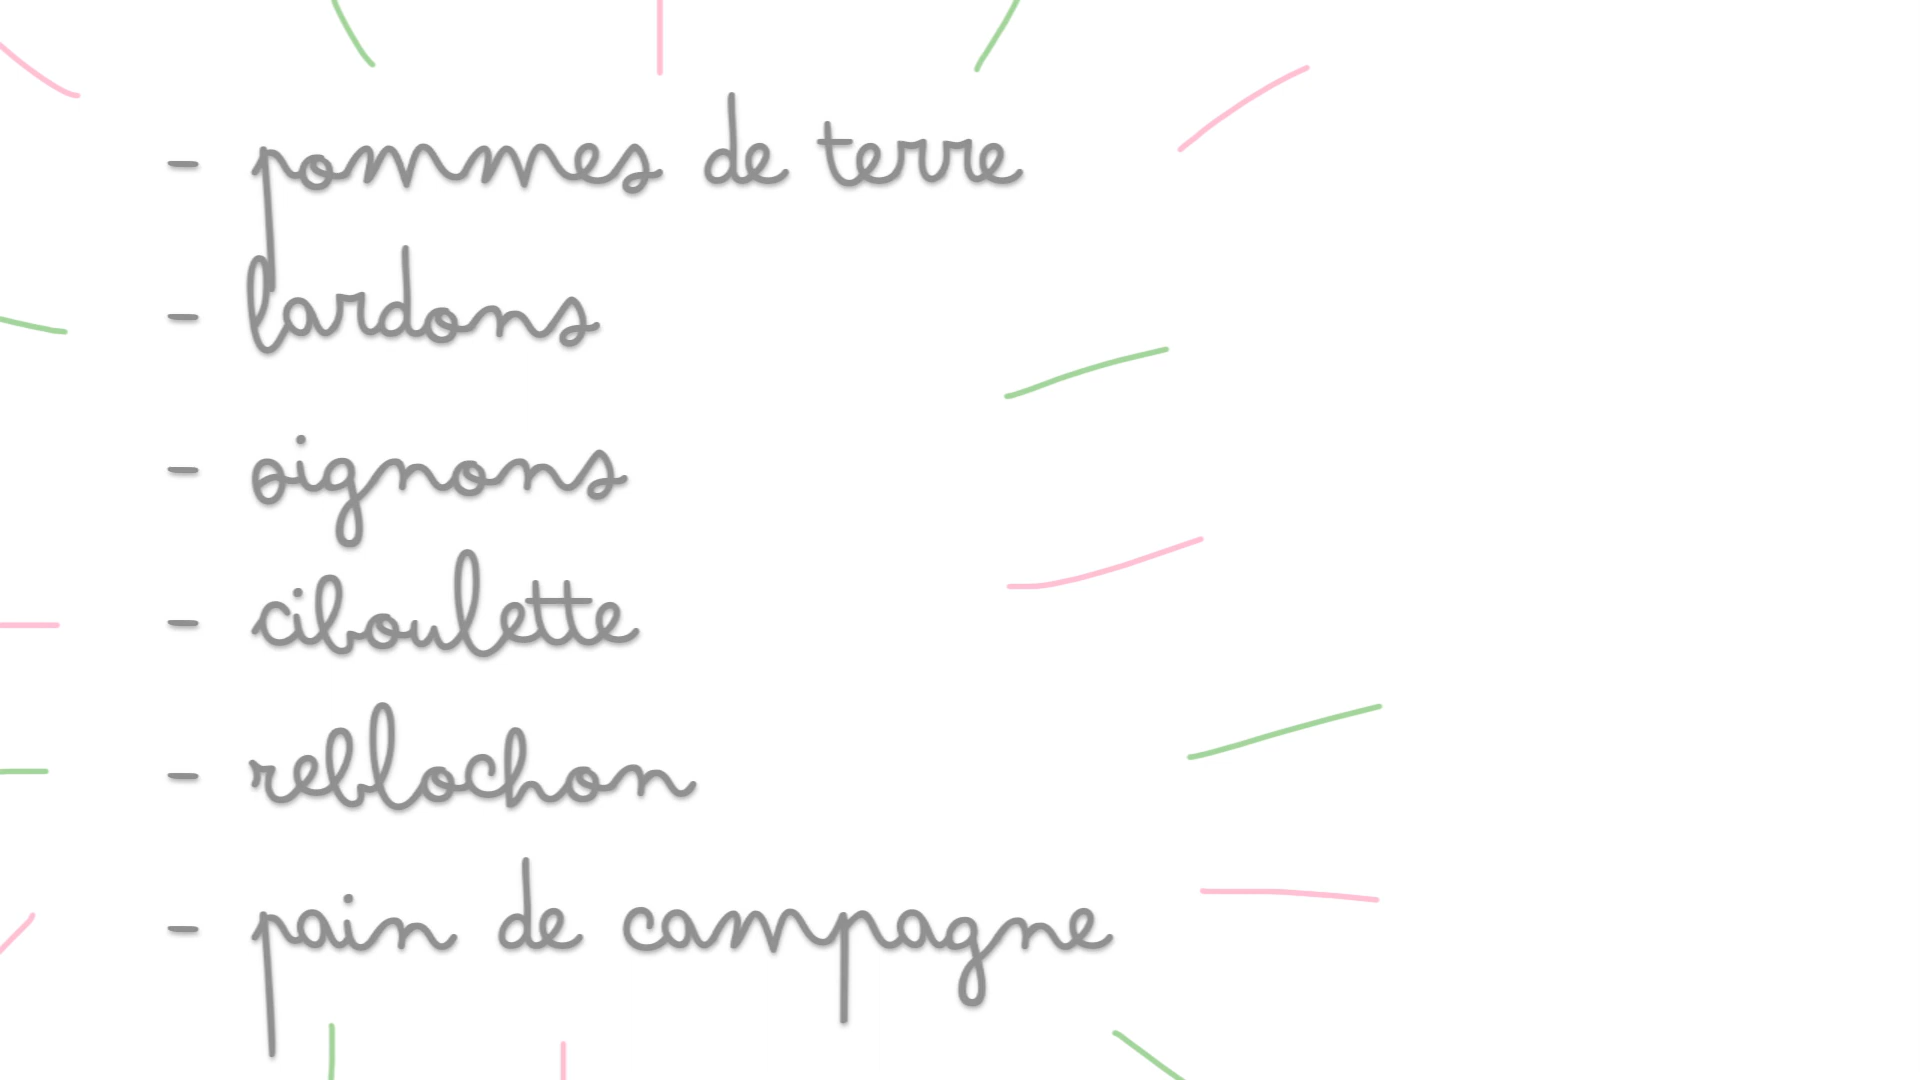 - pommes de terre
- lardons
- oignons
- ciboulette
- reblochon
- pain de campagne